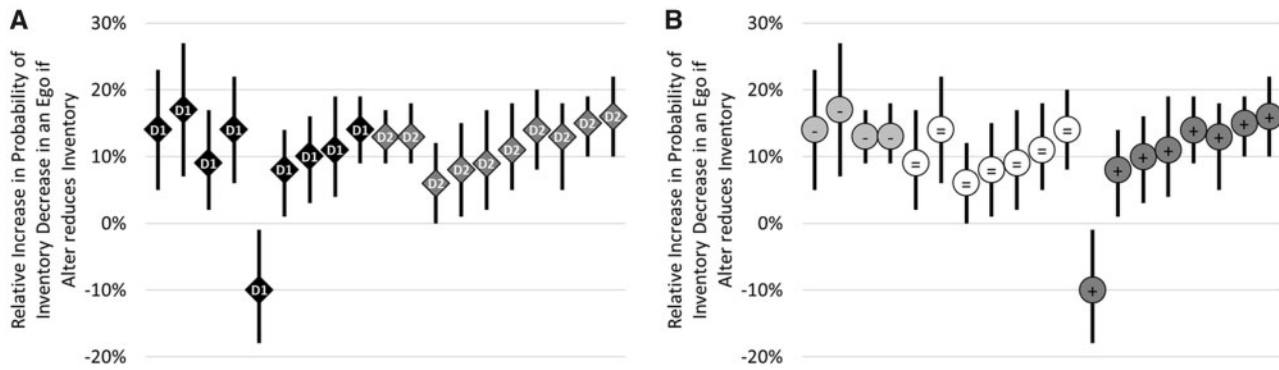 A
Relative Increase in Probability of
Inventory Decrease in an Ego if
Alter reduces Inventory
30%
20%
10%
0%
-10%
-20%
D1
D1
D1
D1
D1
D1
D1
D1
D1
D2
D2
D2
D2
D2
D2
D2
D2
D2
D2
B
Relative Increase in Probability of
Inventory Decrease in an Ego if
Alter reduces Inventory
30%
20%
10%
0%
-10%
-20%
-
-
-
-
=
=
=
=
=
=
=
+
+
+
+
+
+
+
+